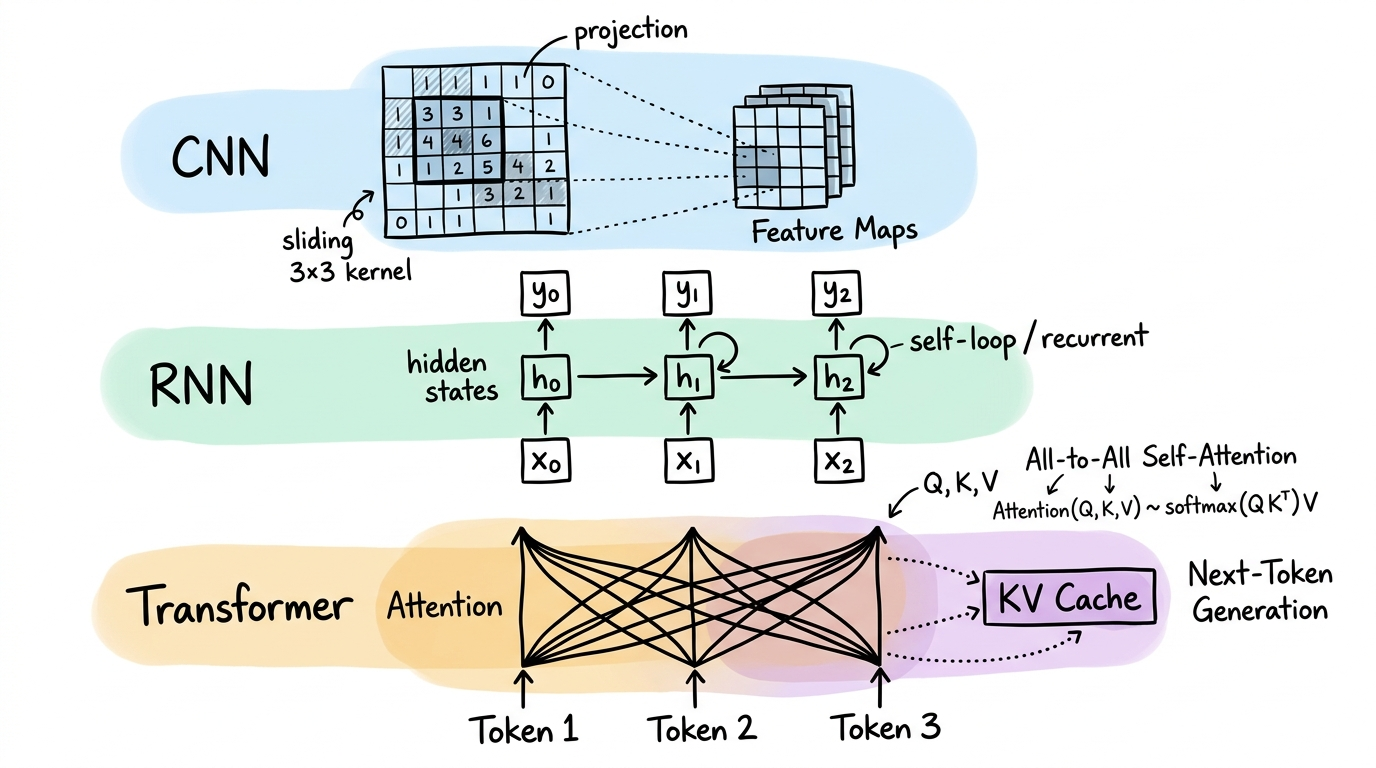 projection
CNN
1 1 1 1 0
1 3 3 1
1 4 4 6 1
1 1 2 5 4 2
1 3 2 1
0 1 1 1
sliding
3x3 kernel
Feature Maps
y0 y1 y2
RNN
hidden
states
h0 h1 h2
self-loop / recurrent
x0 x1 x2
All-to-All Self-Attention
Q, K, V
Attention(Q, K, V) ~ softmax(QKᵀ)V
Transformer
Attention
KV Cache
Next-Token
Generation
Token 1 Token 2 Token 3